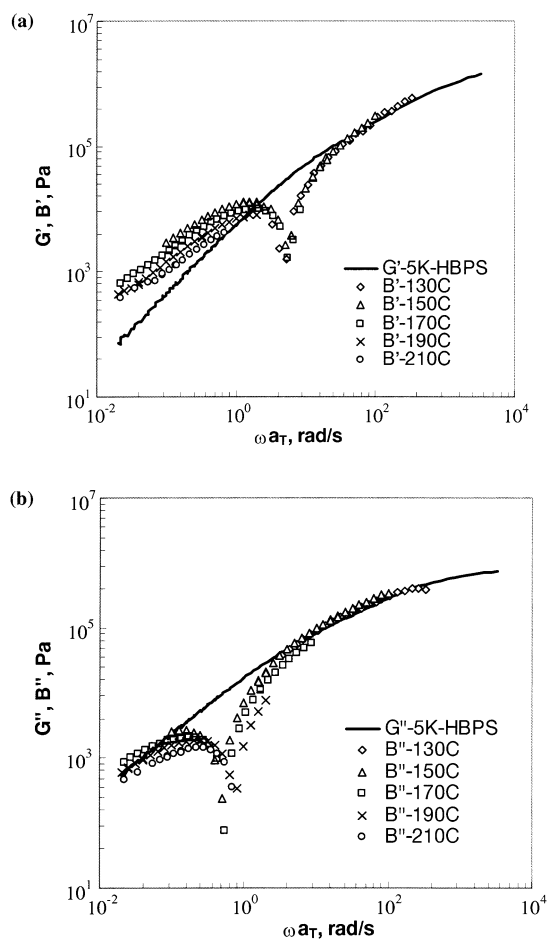 (a)
10^7
10^5
10^3
10^1
G', B', Pa
G'-5K-HBPS
B'-130C
B'-150C
B'-170C
B'-190C
B'-210C
10^-2
10^0
10^2
10^4
ω a_T, rad/s
(b)
10^7
10^5
10^3
10^1
G", B", Pa
G"-5K-HBPS
B"-130C
B"-150C
B"-170C
B"-190C
B"-210C
10^-2
10^0
10^2
10^4
ω a_T, rad/s